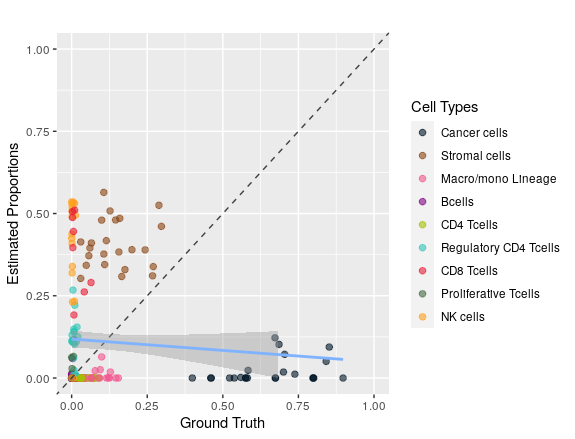 1.00
0.75
0.50
0.25
0.00
Estimated Proportions
0.00 0.25 0.50 0.75 1.00
Ground Truth
Cell Types
Cancer cells
Stromal cells
Macro/mono Lineage
Bcells
CD4 Tcells
Regulatory CD4 Tcells
CD8 Tcells
Proliferative Tcells
NK cells